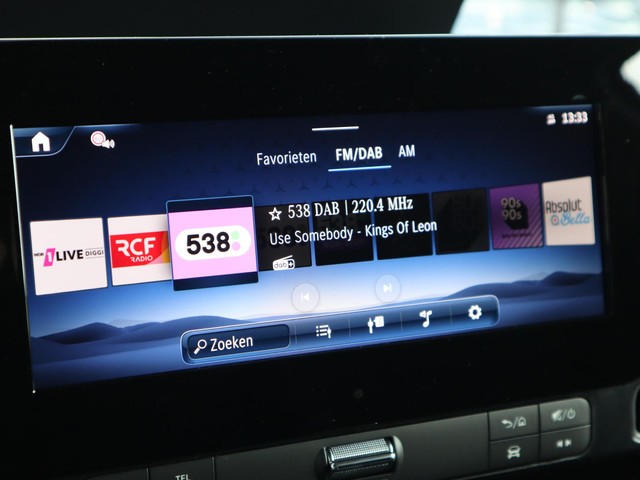 13:33
Favorieten FM/DAB AM
538 DAB | 220.4 MHz
Use Somebody - Kings Of Leon
dab+
1LIVE DIGGI
RCF
RADIO
538
90s
90s
Absolut
Bella
Zoeken
TEL